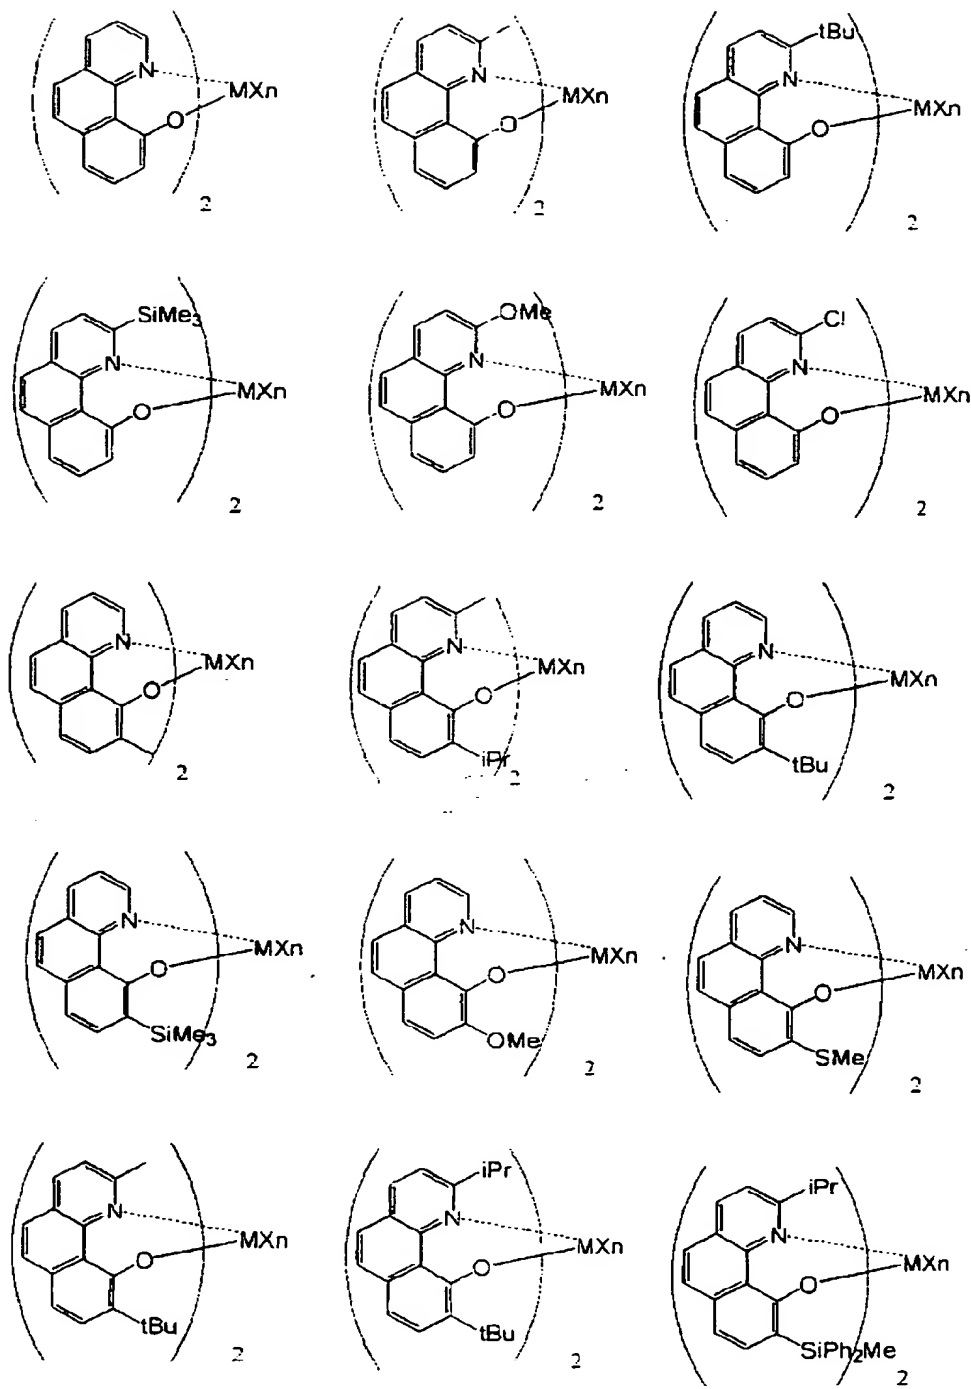 N O MXn 2
N O MXn 2
tBu N O MXn 2
SiMe3 N O MXn 2
OMe N O MXn 2
Cl N O MXn 2
N O MXn 2
N O MXn iPr 2
N O MXn tBu 2
N O MXn SiMe3 2
N O MXn OMe 2
N O MXn SMe 2
N O MXn tBu 2
iPr N O MXn tBu 2
iPr N O MXn SiPh2Me 2